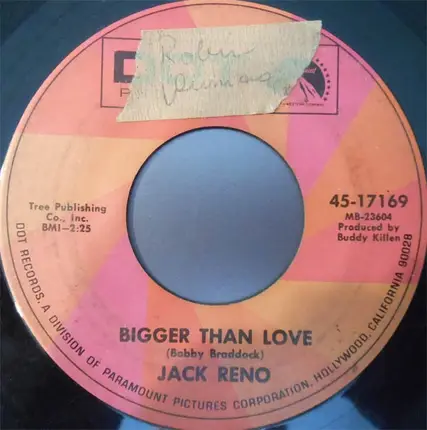 Robin
D
Tree Publishing
Co., Inc.
BMI-2:25
45-17169
MB-23604
Produced by
Buddy Killen
BIGGER THAN LOVE
(Bobby Braddock)
JACK RENO
DOT RECORDS, A DIVISION OF PARAMOUNT PICTURES CORPORATION, HOLLYWOOD, CALIFORNIA 90028